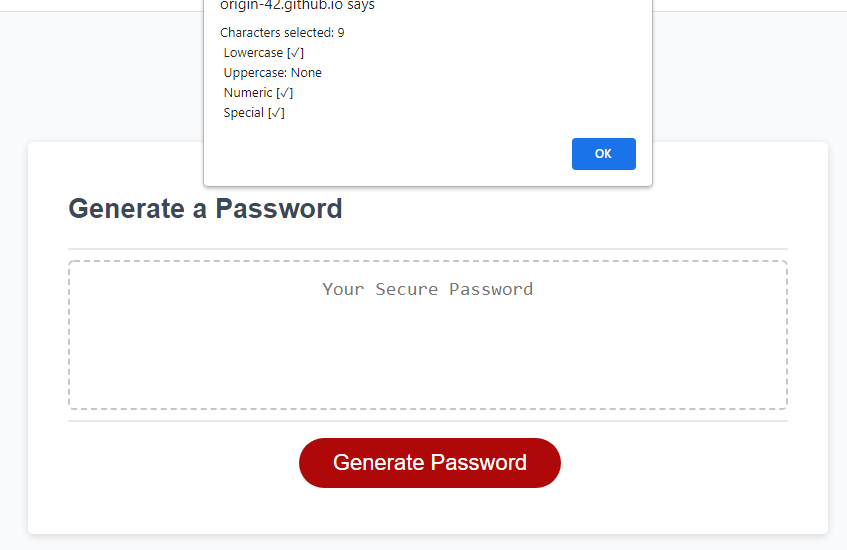 origin-42.github.io says
Characters selected: 9
Lowercase [✓]
Uppercase: None
Numeric [✓]
Special [✓]
OK
Generate a Password
Your Secure Password
Generate Password